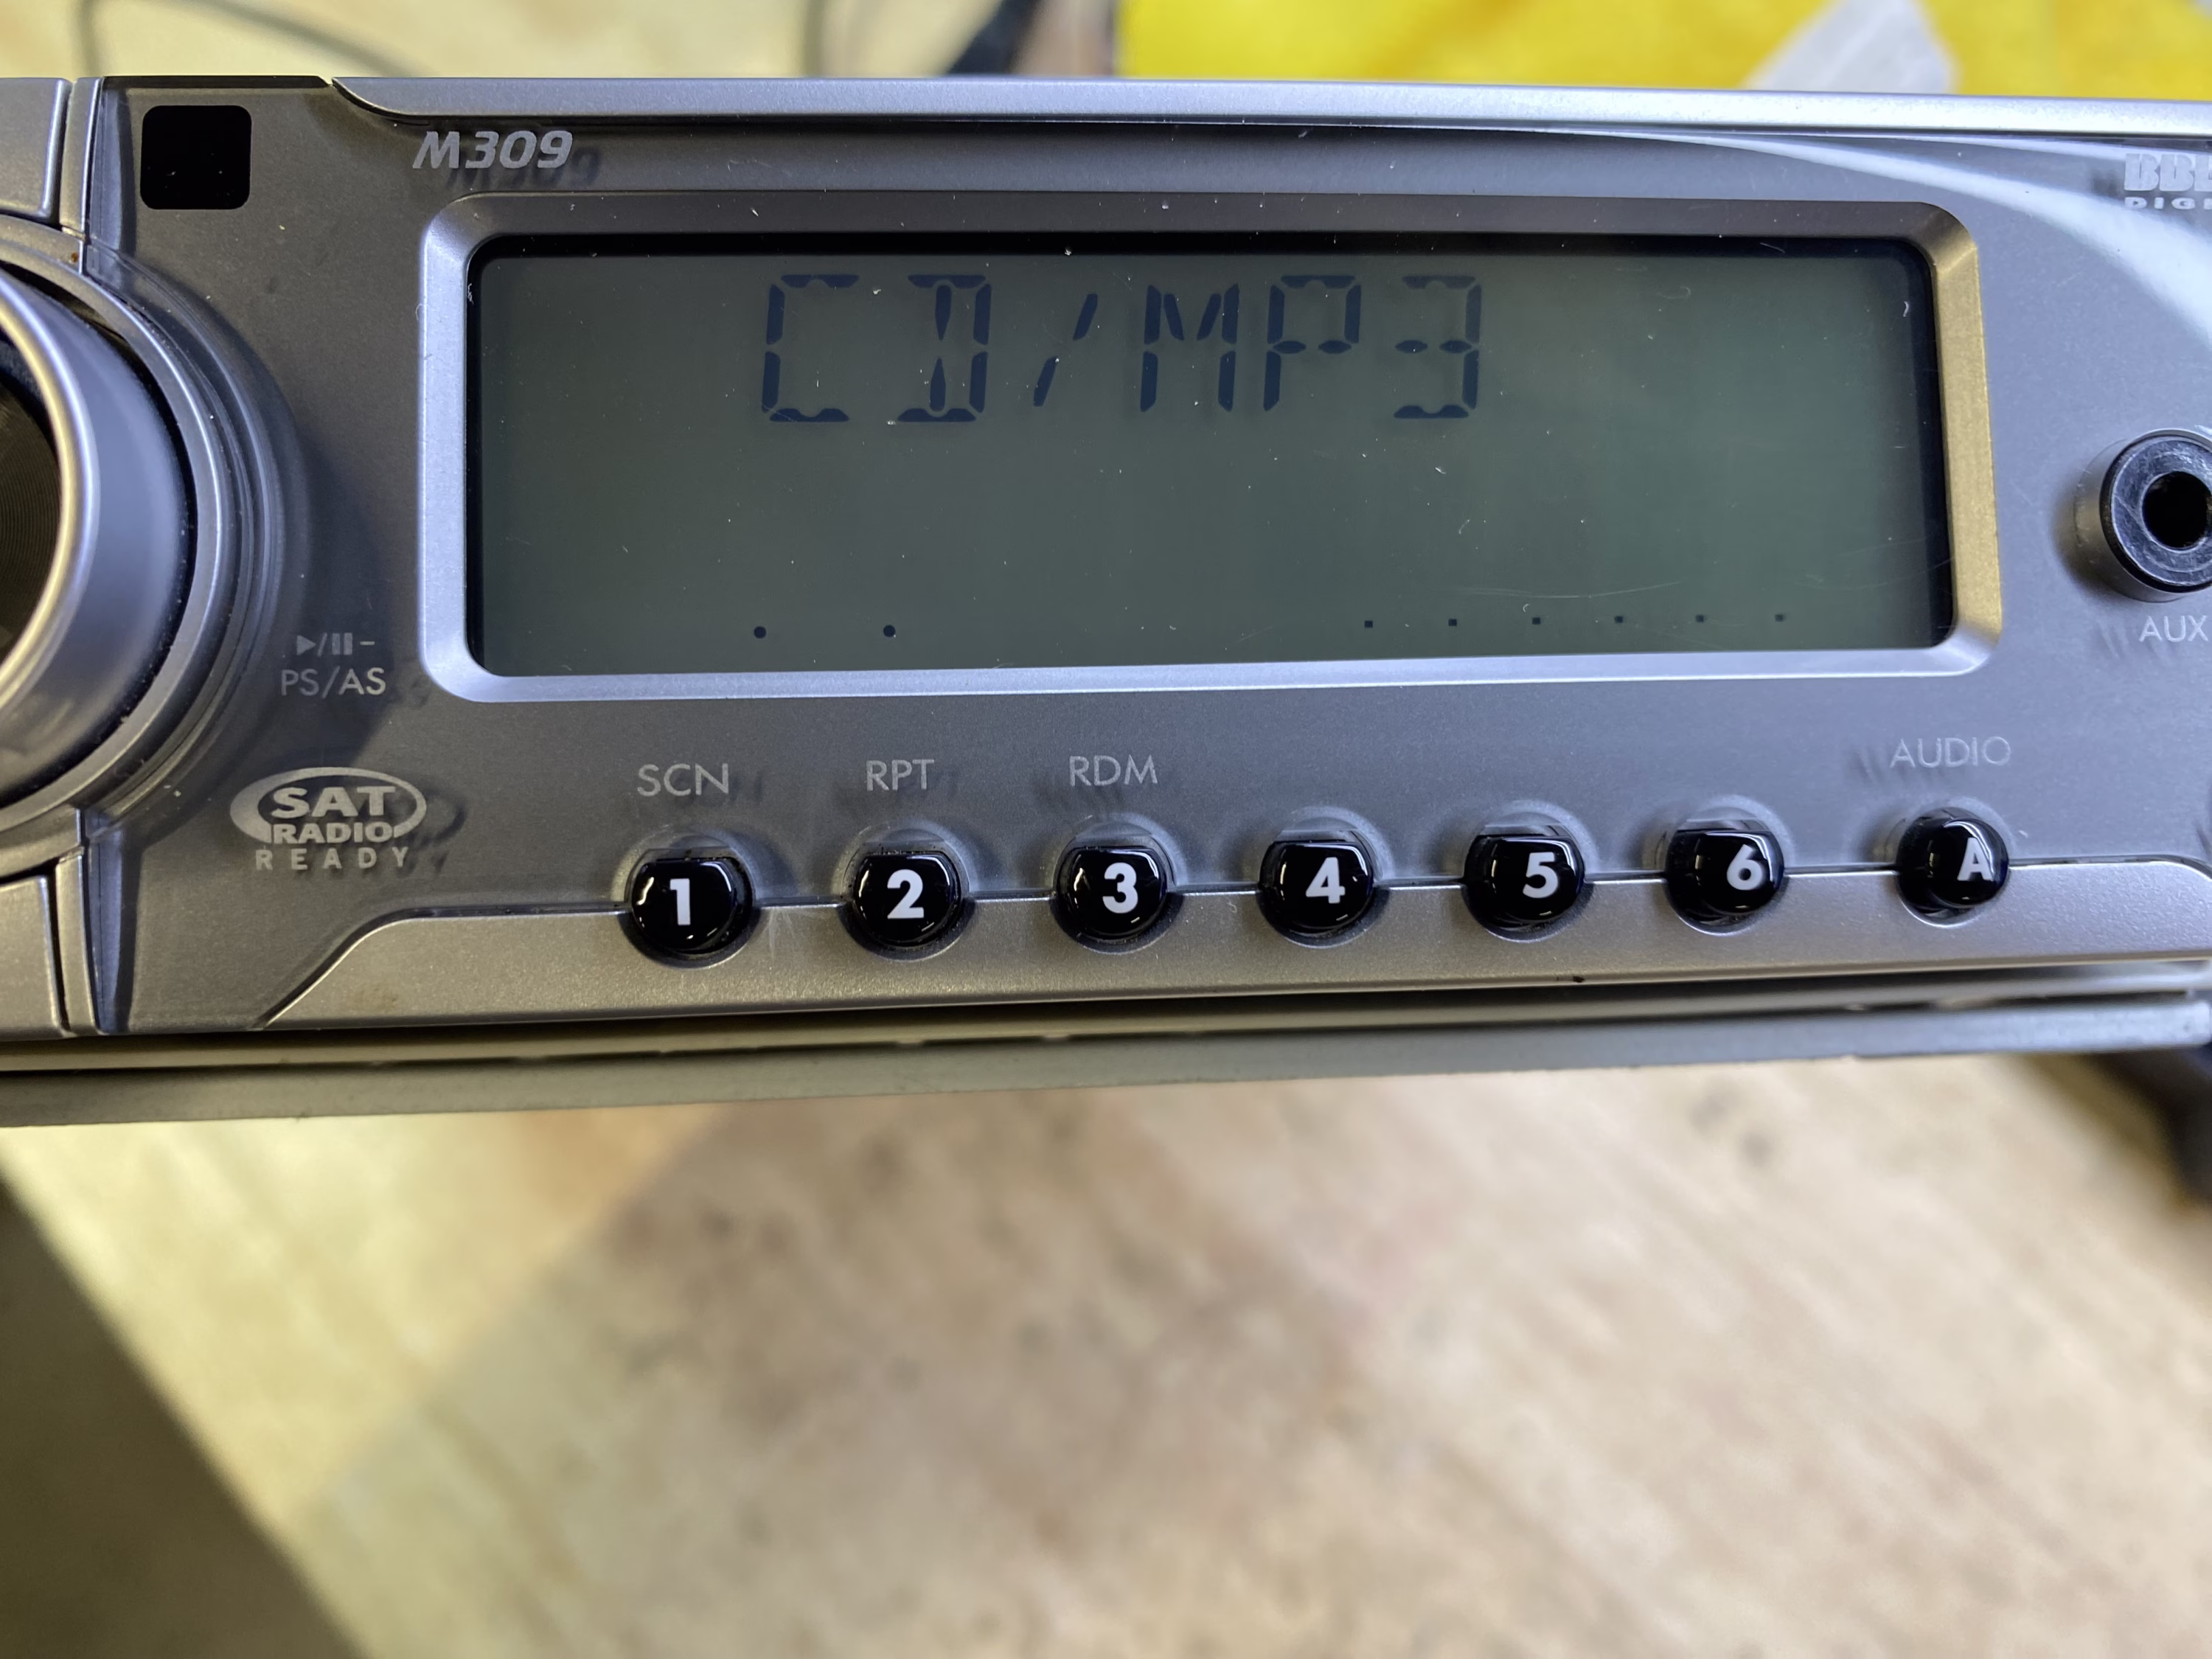 M309
CD/MP3
AUX
PS/AS
SCN
RPT
RDM
AUDIO
SAT
RADIO
READY
1
2
3
4
5
6
A